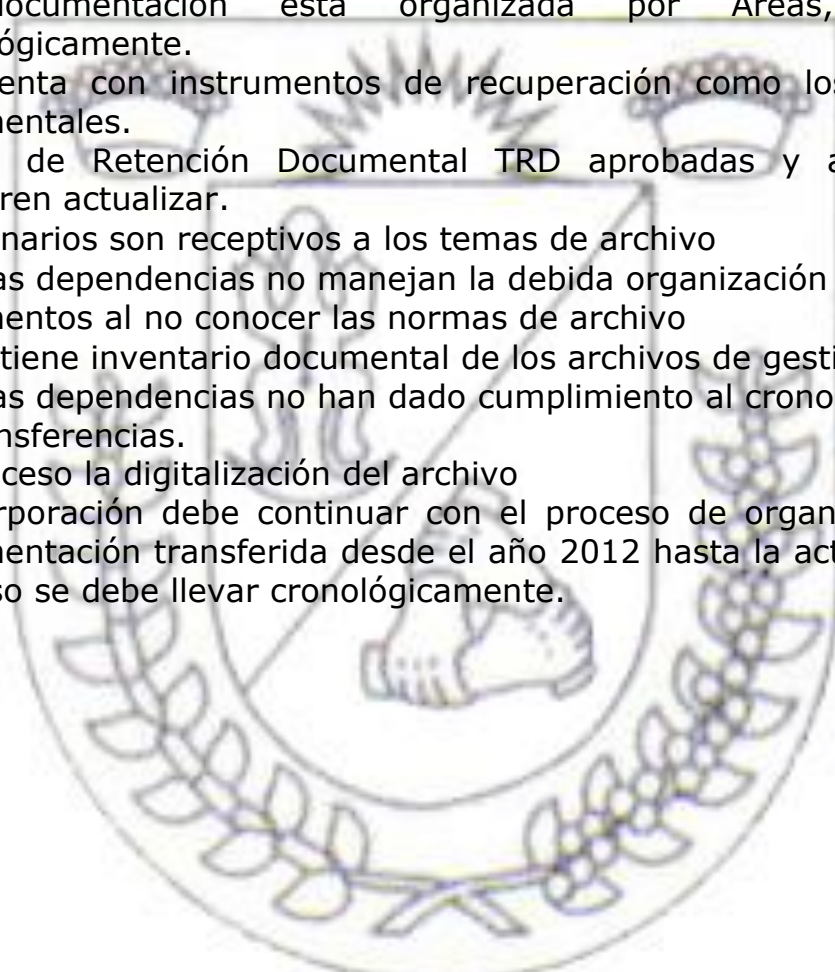 documentación está organizada por Áreas,
ógicamente.
enta con instrumentos de recuperación como los
nentales.
de Retención Documental TRD aprobadas y a
ren actualizar.
narios son receptivos a los temas de archivo
as dependencias no manejan la debida organización
nentos al no conocer las normas de archivo
tiene inventario documental de los archivos de gesti
as dependencias no han dado cumplimiento al crono
nsferencias.
ceso la digitalización del archivo
rporación debe continuar con el proceso de organ
nentación transferida desde el año 2012 hasta la act
so se debe llevar cronológicamente.